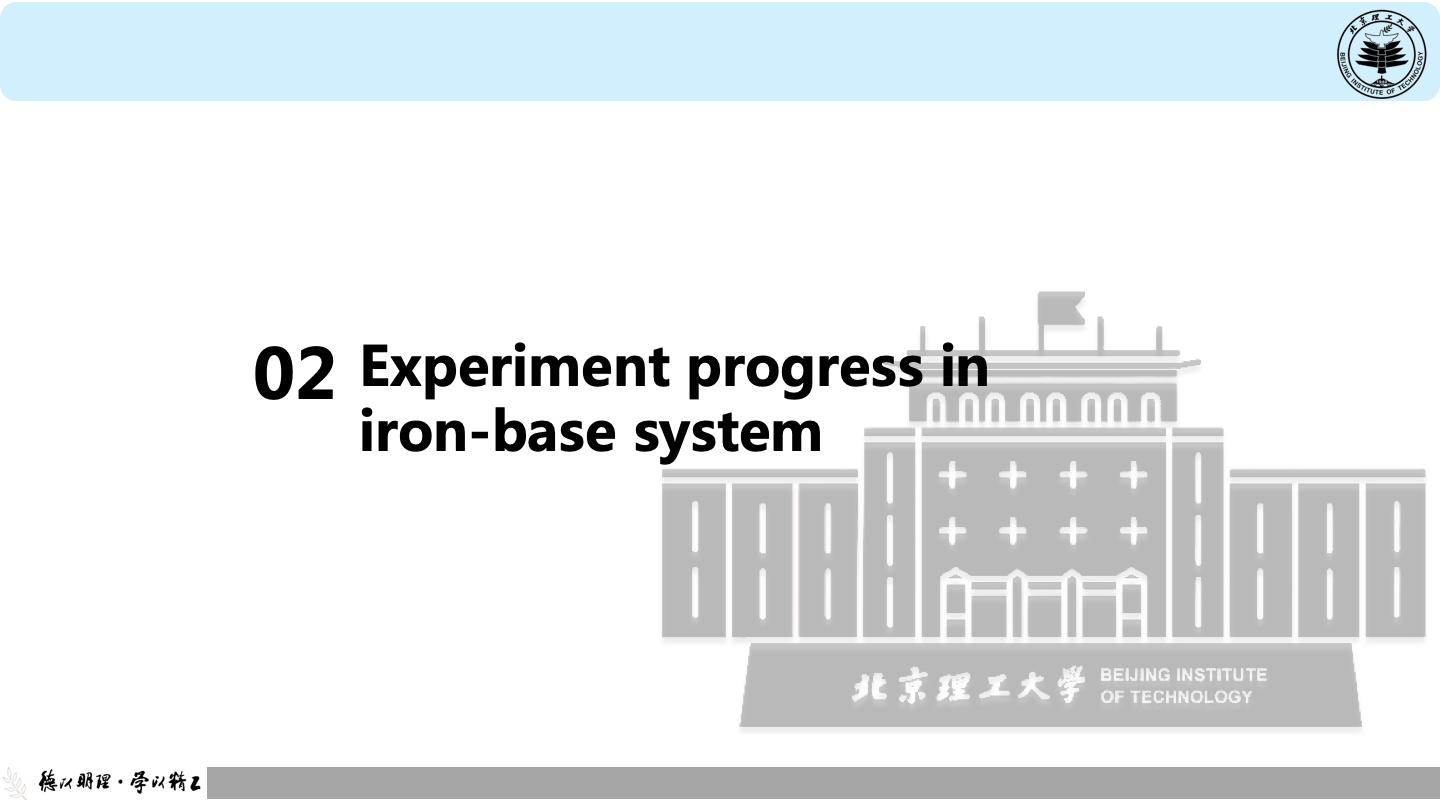 北京理工大学
BEIJING INSTITUTE OF TECHNOLOGY
02 Experiment progress in
iron-base system
北京理工大学
BEIJING INSTITUTE
OF TECHNOLOGY
德以明理·学以精工